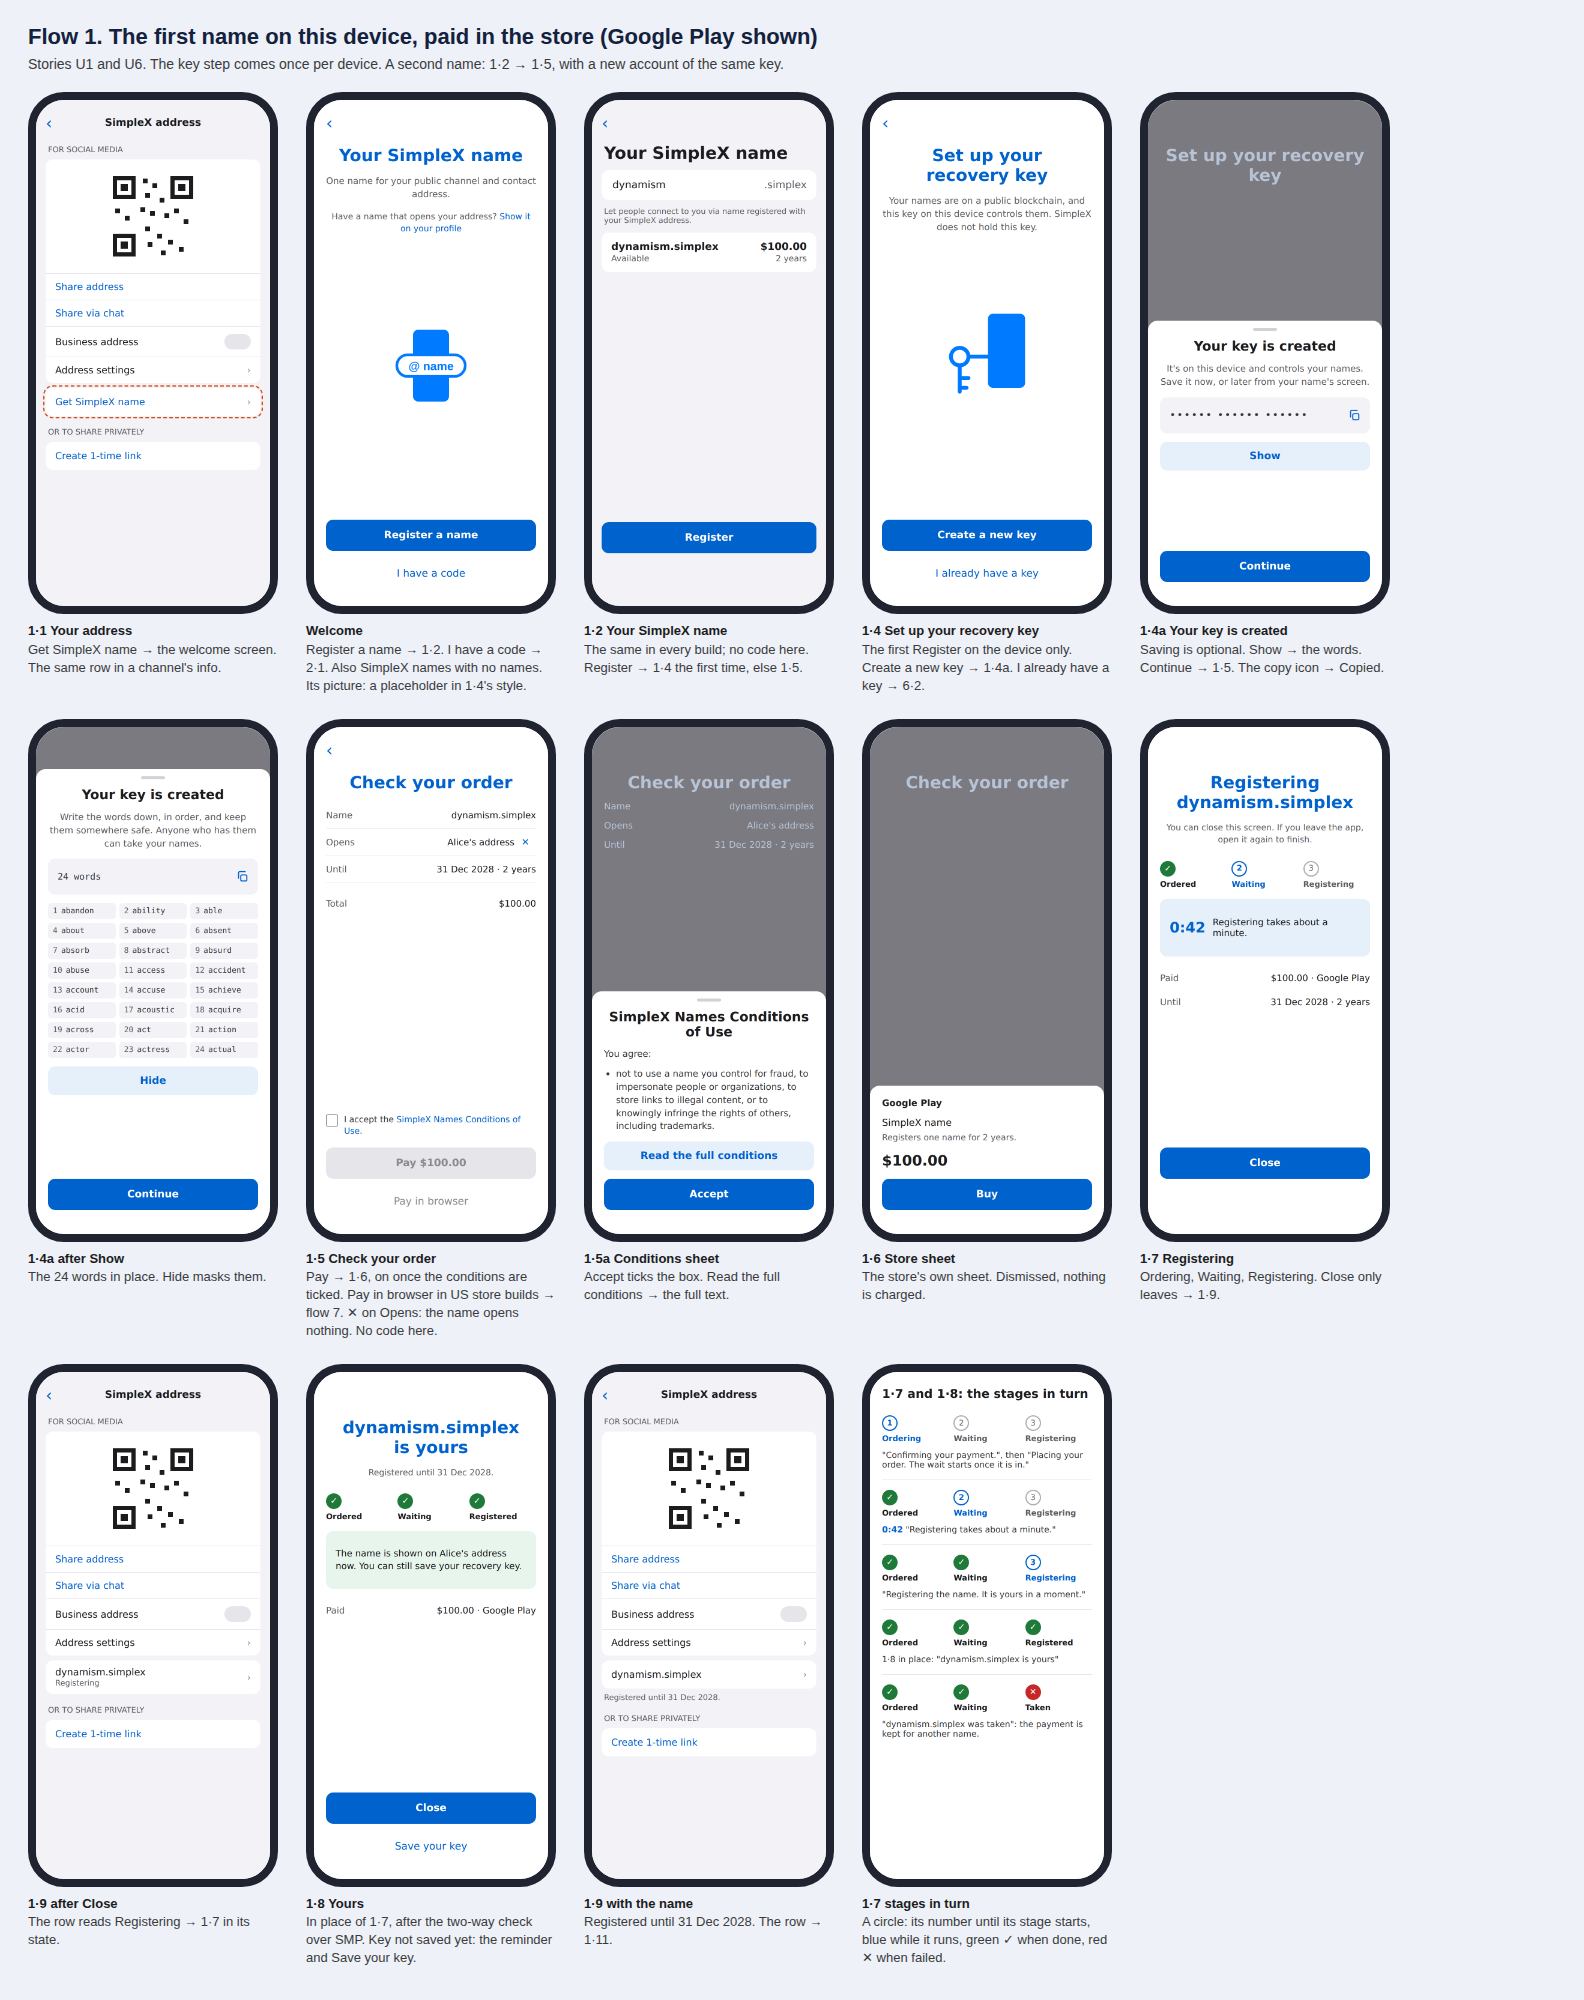 Flow 1. The first name on this device, paid in the store (Google Play shown)
Stories U1 and U6. The key step comes once per device. A second name: 1·2 → 1·5, with a new account of the same key.
‹ SimpleX address
FOR SOCIAL MEDIA
Share address
Share via chat
Business address
Address settings ›
Get SimpleX name ›
OR TO SHARE PRIVATELY
Create 1-time link
1·1 Your address
Get SimpleX name → the welcome screen.
The same row in a channel's info.
‹
Your SimpleX name
One name for your public channel and contact
address.
Have a name that opens your address? Show it
on your profile
@ name
Register a name
I have a code
Welcome
Register a name → 1·2. I have a code →
2·1. Also SimpleX names with no names.
Its picture: a placeholder in 1·4's style.
‹
Your SimpleX name
dynamism .simplex
Let people connect to you via name registered with
your SimpleX address.
dynamism.simplex $100.00
Available 2 years
Register
1·2 Your SimpleX name
The same in every build; no code here.
Register → 1·4 the first time, else 1·5.
‹
Set up your
recovery key
Your names are on a public blockchain, and
this key on this device controls them. SimpleX
does not hold this key.
Create a new key
I already have a key
1·4 Set up your recovery key
The first Register on the device only.
Create a new key → 1·4a. I already have a
key → 6·2.
Set up your recovery
key
Your key is created
It's on this device and controls your names.
Save it now, or later from your name's screen.
•••••• •••••• ••••••
Show
Continue
1·4a Your key is created
Saving is optional. Show → the words.
Continue → 1·5. The copy icon → Copied.
Your key is created
Write the words down, in order, and keep
them somewhere safe. Anyone who has them
can take your names.
24 words
1 abandon 2 ability 3 able
4 about 5 above 6 absent
7 absorb 8 abstract 9 absurd
10 abuse 11 access 12 accident
13 account 14 accuse 15 achieve
16 acid 17 acoustic 18 acquire
19 across 20 act 21 action
22 actor 23 actress 24 actual
Hide
Continue
1·4a after Show
The 24 words in place. Hide masks them.
‹
Check your order
Name dynamism.simplex
Opens Alice's address ✕
Until 31 Dec 2028 · 2 years
Total $100.00
I accept the SimpleX Names Conditions of
Use.
Pay $100.00
Pay in browser
1·5 Check your order
Pay → 1·6, on once the conditions are
ticked. Pay in browser in US store builds →
flow 7. ✕ on Opens: the name opens
nothing. No code here.
Check your order
Name dynamism.simplex
Opens Alice's address
Until 31 Dec 2028 · 2 years
SimpleX Names Conditions
of Use
You agree:
• not to use a name you control for fraud, to
impersonate people or organizations, to
store links to illegal content, or to
knowingly infringe the rights of others,
including trademarks.
Read the full conditions
Accept
1·5a Conditions sheet
Accept ticks the box. Read the full
conditions → the full text.
Check your order
Google Play
SimpleX name
Registers one name for 2 years.
$100.00
Buy
1·6 Store sheet
The store's own sheet. Dismissed, nothing
is charged.
Registering
dynamism.simplex
You can close this screen. If you leave the app,
open it again to finish.
✓ 2 3
Ordered Waiting Registering
0:42 Registering takes about a
minute.
Paid $100.00 · Google Play
Until 31 Dec 2028 · 2 years
Close
1·7 Registering
Ordering, Waiting, Registering. Close only
leaves → 1·9.
‹ SimpleX address
FOR SOCIAL MEDIA
Share address
Share via chat
Business address
Address settings ›
dynamism.simplex ›
Registering
OR TO SHARE PRIVATELY
Create 1-time link
1·9 after Close
The row reads Registering → 1·7 in its
state.
dynamism.simplex
is yours
Registered until 31 Dec 2028.
✓ ✓ ✓
Ordered Waiting Registered
The name is shown on Alice's address
now. You can still save your recovery key.
Paid $100.00 · Google Play
Close
Save your key
1·8 Yours
In place of 1·7, after the two-way check
over SMP. Key not saved yet: the reminder
and Save your key.
‹ SimpleX address
FOR SOCIAL MEDIA
Share address
Share via chat
Business address
Address settings ›
dynamism.simplex ›
Registered until 31 Dec 2028.
OR TO SHARE PRIVATELY
Create 1-time link
1·9 with the name
Registered until 31 Dec 2028. The row →
1·11.
1·7 and 1·8: the stages in turn
1 2 3
Ordering Waiting Registering
"Confirming your payment.", then "Placing your
order. The wait starts once it is in."
✓ 2 3
Ordered Waiting Registering
0:42 "Registering takes about a minute."
✓ ✓ 3
Ordered Waiting Registering
"Registering the name. It is yours in a moment."
✓ ✓ ✓
Ordered Waiting Registered
1·8 in place: "dynamism.simplex is yours"
✓ ✓ ✕
Ordered Waiting Taken
"dynamism.simplex was taken": the payment is
kept for another name.
1·7 stages in turn
A circle: its number until its stage starts,
blue while it runs, green ✓ when done, red
✕ when failed.